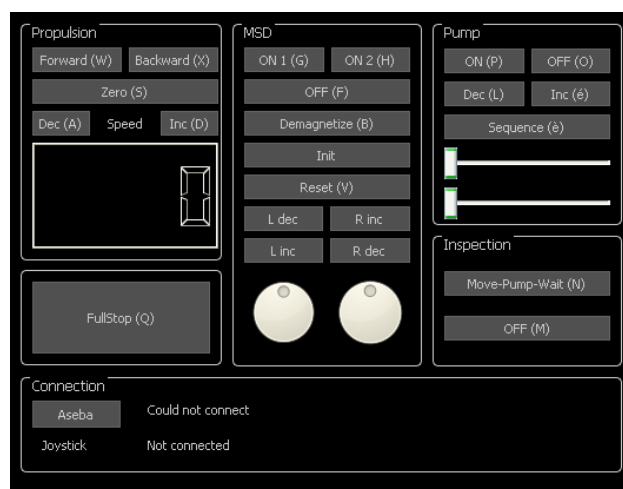 Propulsion
Forward (W)
Backward (X)
Zero (S)
Dec (A)
Speed
Inc (D)
0
FullStop (Q)
MSD
ON 1 (G)
ON 2 (H)
OFF (F)
Demagnetize (B)
Init
Reset (V)
L dec
R inc
L inc
R dec
Pump
ON (P)
OFF (O)
Dec (L)
Inc (é)
Sequence (è)
Inspection
Move-Pump-Wait (N)
OFF (M)
Connection
Aseba
Could not connect
Joystick
Not connected